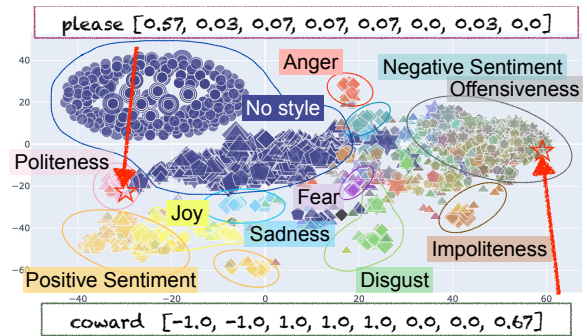 please [0.57, 0.03, 0.07, 0.07, 0.07, 0.0, 0.03, 0.0]
Anger
Negative Sentiment
Offensiveness
No style
Politeness
Joy
Fear
Sadness
Impoliteness
Positive Sentiment
Disgust
40
20
0
−20
−40
−60
−40
−20
0
20
40
60
coward [-1.0, -1.0, 1.0, 1.0, 1.0, 0.0, 0.0, 0.67]